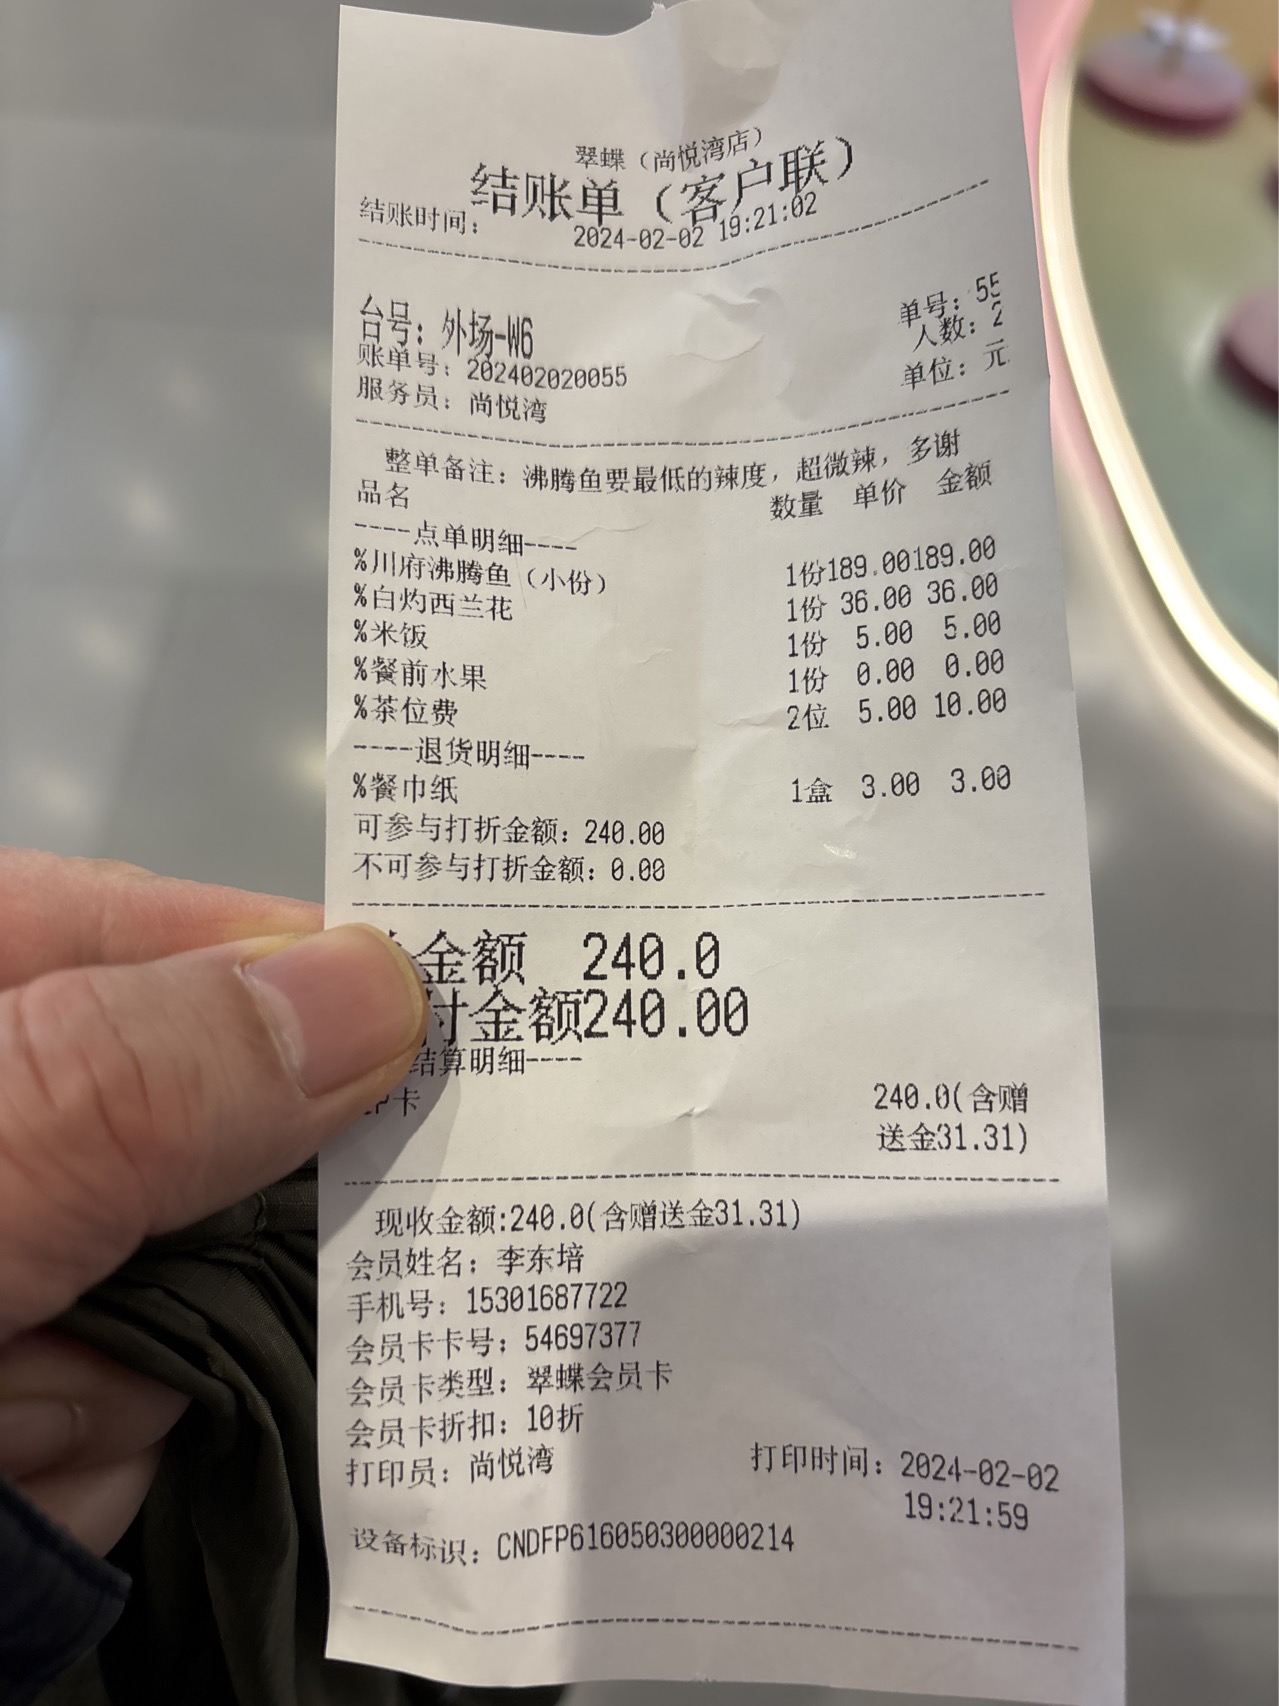 翠蝶（尚悦湾店）
结账单（客户联）
结账时间： 2024-02-02 19:21:02
台号：外场-W6 单号：55
账单号：202402020055 人数：2
服务员：尚悦湾 单位：元
整单备注：沸腾鱼要最低的辣度，超微辣，多谢
品名 数量 单价 金额
----点单明细----
%川府沸腾鱼（小份） 1份189.00189.00
%白灼西兰花 1份 36.00 36.00
%米饭 1份 5.00 5.00
%餐前水果 1份 0.00 0.00
%茶位费 2位 5.00 10.00
----退货明细----
%餐巾纸 1盒 3.00 3.00
可参与打折金额：240.00
不可参与打折金额：0.00
金额 240.0
付金额240.00
结算明细----
卡 240.0(含赠
送金31.31)
现收金额:240.0(含赠送金31.31)
会员姓名：李东培
手机号：15301687722
会员卡卡号：54697377
会员卡类型：翠蝶会员卡
会员卡折扣：10折
打印员：尚悦湾 打印时间：2024-02-02
19:21:59
设备标识：CNDFP616050300000214